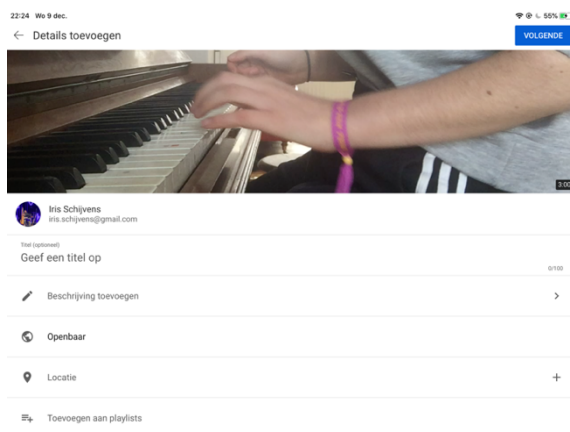 22:24 Wo 9 dec.
55%
Details toevoegen
VOLGENDE
3:00
Iris Schijvens
iris.schijvens@gmail.com
Titel (optioneel)
Geef een titel op
0/100
Beschrijving toevoegen
Openbaar
Locatie
Toevoegen aan playlists